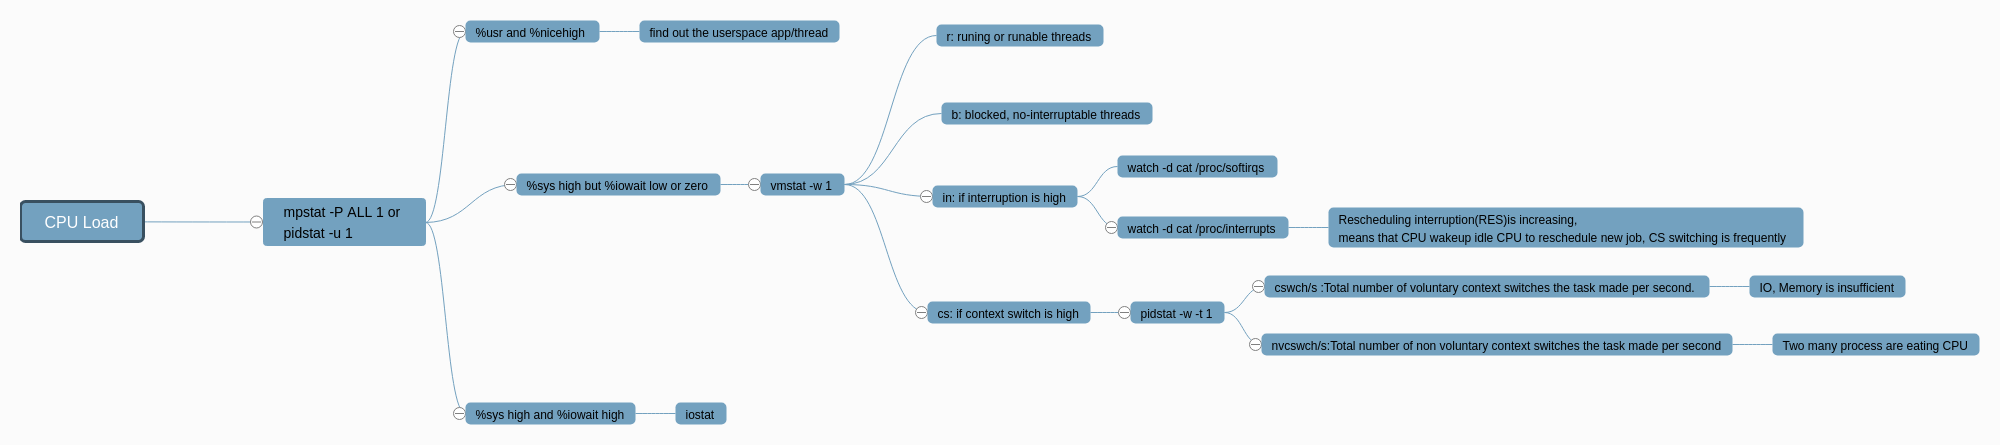 CPU Load
mpstat -P ALL 1 or
pidstat -u 1
%usr and %nicehigh
find out the userspace app/thread
%sys high but %iowait low or zero
vmstat -w 1
r: runing or runable threads
b: blocked, no-interruptable threads
in: if interruption is high
watch -d cat /proc/softirqs
watch -d cat /proc/interrupts
Rescheduling interruption(RES)is increasing,
means that CPU wakeup idle CPU to reschedule new job, CS switching is frequently
cs: if context switch is high
pidstat -w -t 1
cswch/s :Total number of voluntary context switches the task made per second.
IO, Memory is insufficient
nvcswch/s:Total number of non voluntary context switches the task made per second
Two many process are eating CPU
%sys high and %iowait high
iostat